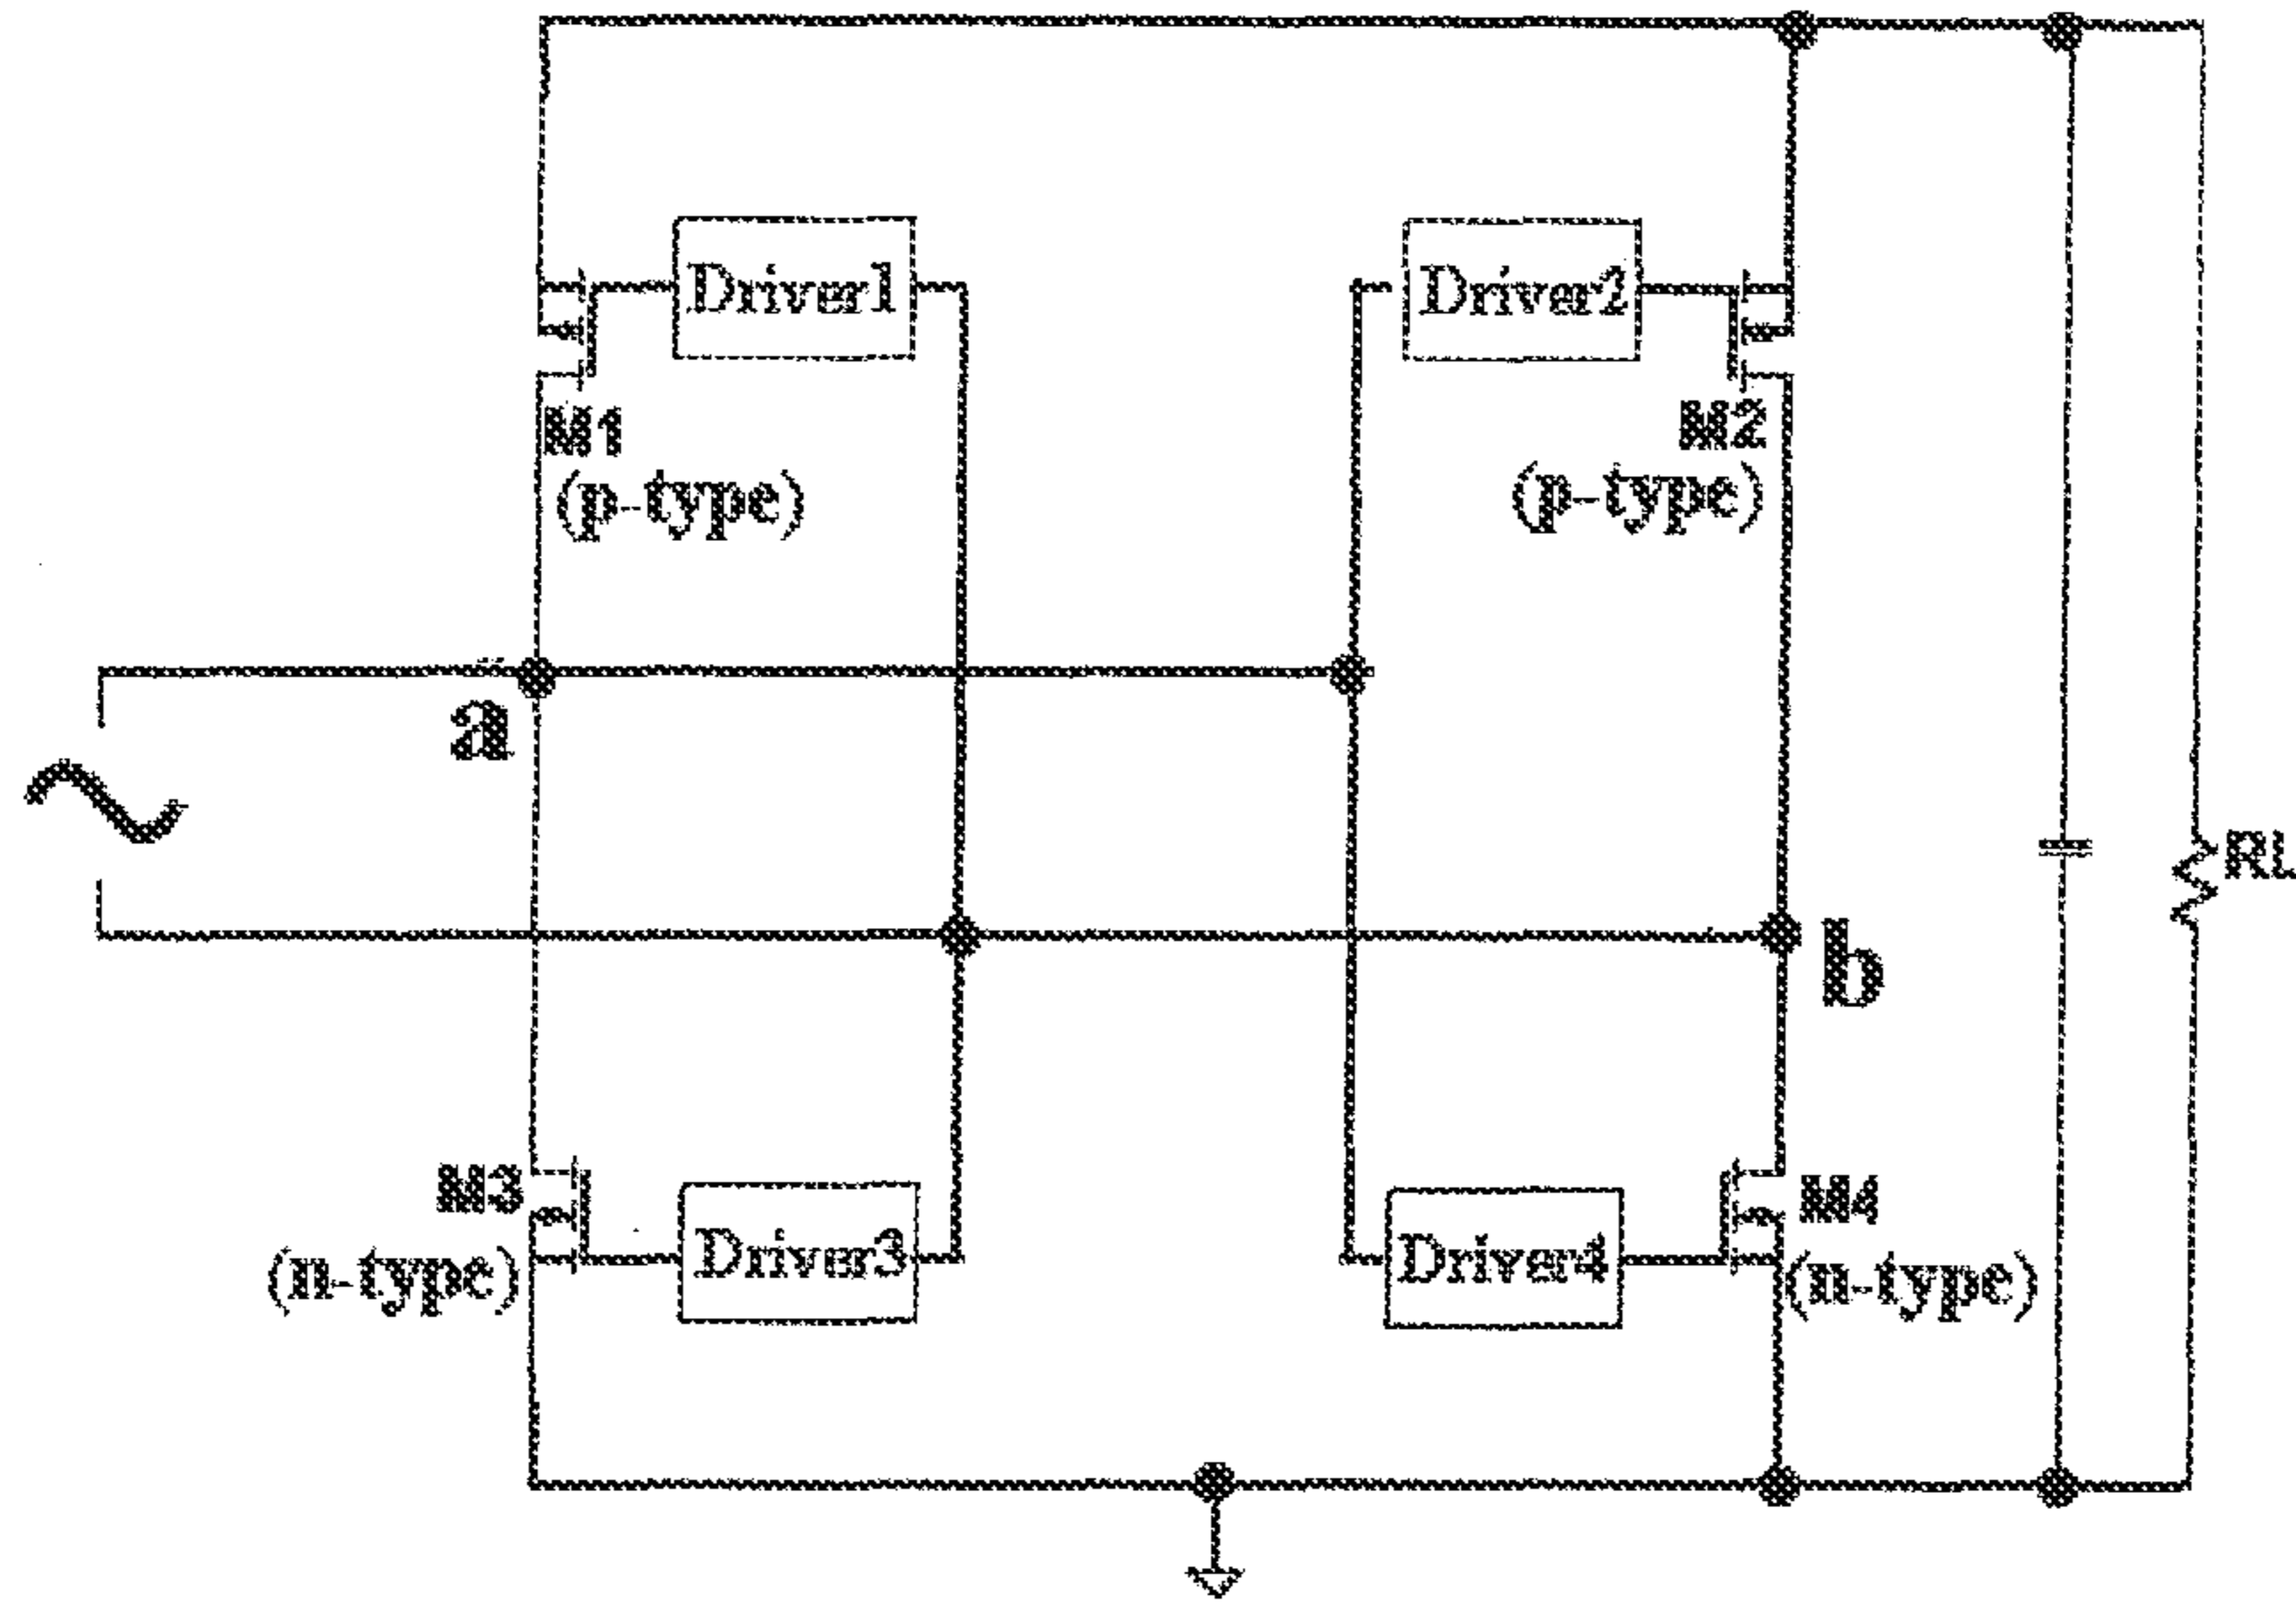 Driver1
Driver2
M1
(p-type)
M2
(p-type)
a
RL
b
M3
(n-type)
Driver3
Driver4
M4
(n-type)